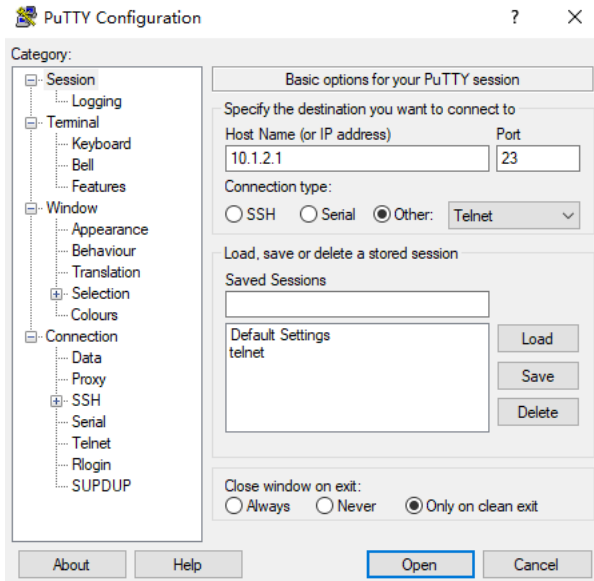 PuTTY Configuration
?
Category:
Session
Logging
Terminal
Keyboard
Bell
Features
Window
Appearance
Behaviour
Translation
Selection
Colours
Connection
Data
Proxy
SSH
Serial
Telnet
Rlogin
SUPDUP
Basic options for your PuTTY session
Specify the destination you want to connect to
Host Name (or IP address) Port
10.1.2.1 23
Connection type:
SSH Serial Other: Telnet
Load, save or delete a stored session
Saved Sessions
Default Settings
telnet
Load
Save
Delete
Close window on exit:
Always Never Only on clean exit
About Help Open Cancel